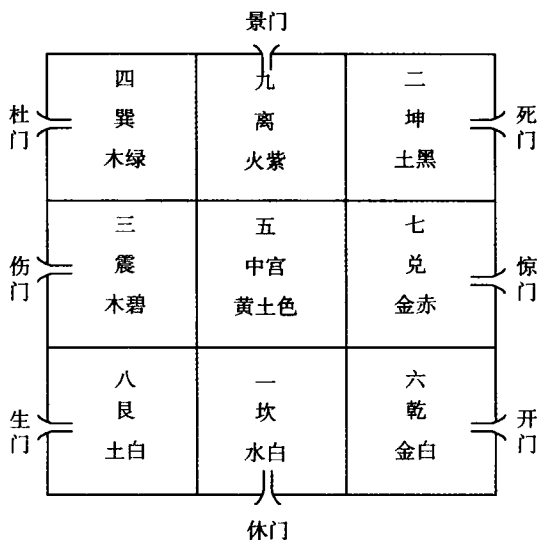 景门
四
巽
木绿
九
离
火紫
二
坤
土黑
杜
门
死
门
三
震
木碧
五
中宫
黄土色
七
兑
金赤
伤
门
惊
门
八
艮
土白
一
坎
水白
六
乾
金白
生
门
开
门
休门